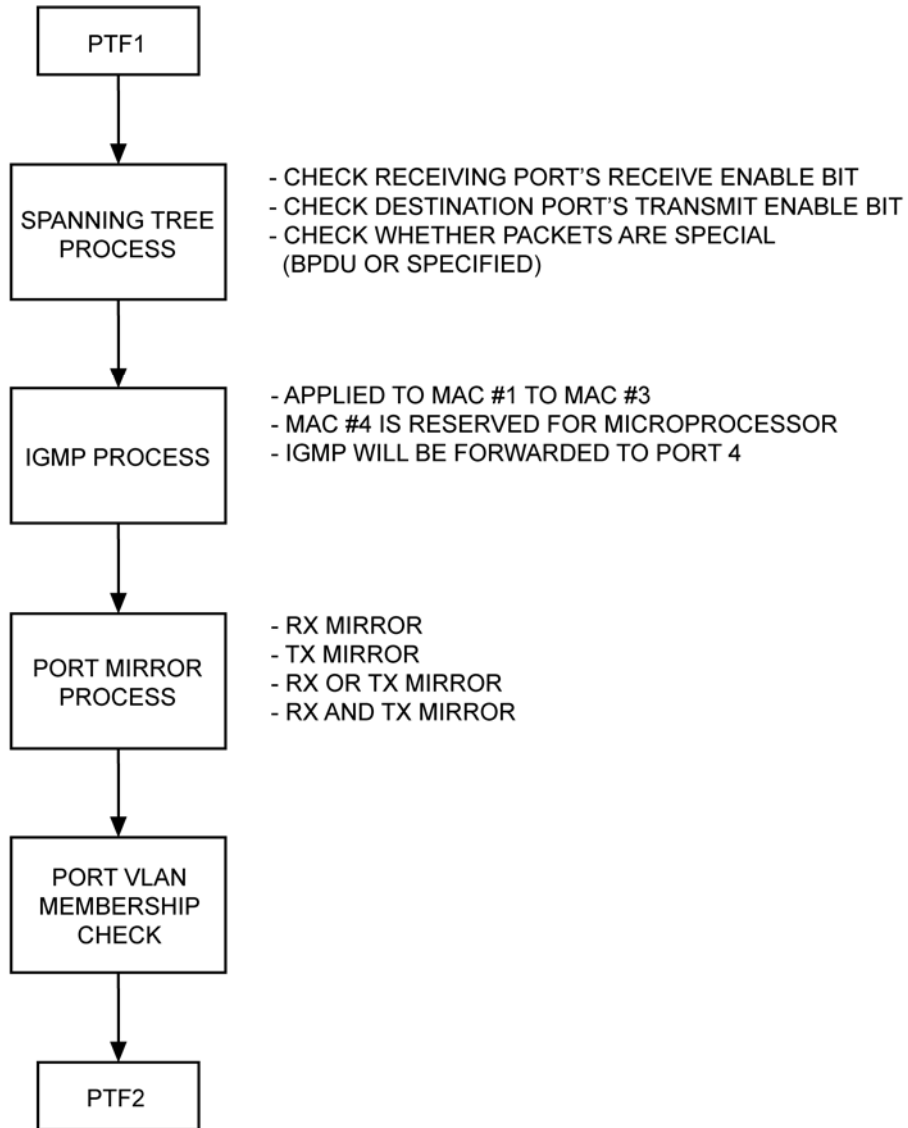 PTF1
SPANNING TREE
PROCESS
- CHECK RECEIVING PORT'S RECEIVE ENABLE BIT
- CHECK DESTINATION PORT'S TRANSMIT ENABLE BIT
- CHECK WHETHER PACKETS ARE SPECIAL
(BPDU OR SPECIFIED)
IGMP PROCESS
- APPLIED TO MAC #1 TO MAC #3
- MAC #4 IS RESERVED FOR MICROPROCESSOR
- IGMP WILL BE FORWARDED TO PORT 4
PORT MIRROR
PROCESS
- RX MIRROR
- TX MIRROR
- RX OR TX MIRROR
- RX AND TX MIRROR
PORT VLAN
MEMBERSHIP
CHECK
PTF2